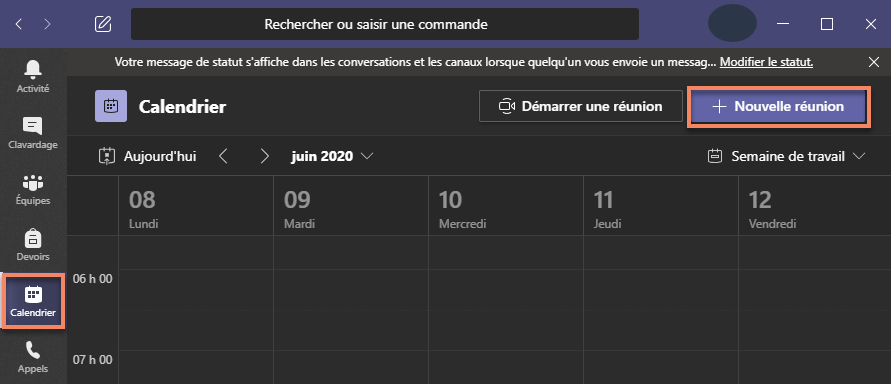 Rechercher ou saisir une commande
Votre message de statut s'affiche dans les conversations et les canaux lorsque quelqu'un vous envoie un messag... Modifier le statut.
Activité
Clavardage
Équipes
Devoirs
Calendrier
Appels
Calendrier
Démarrer une réunion
Nouvelle réunion
Aujourd'hui
juin 2020
Semaine de travail
08 09 10 11 12
Lundi Mardi Mercredi Jeudi Vendredi
06 h 00
07 h 00